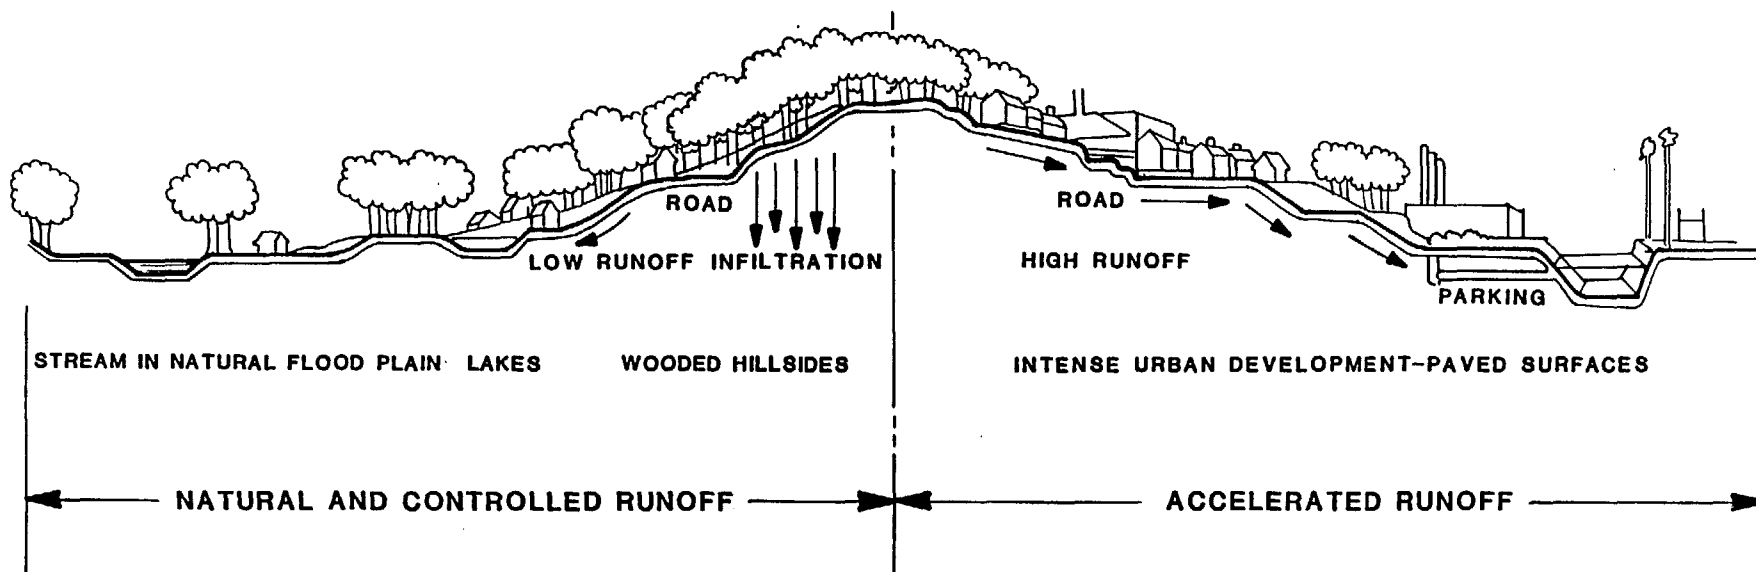 ROAD
ROAD
LOW RUNOFF INFILTRATION
HIGH RUNOFF
PARKING
STREAM IN NATURAL FLOOD PLAIN LAKES
WOODED HILLSIDES
INTENSE URBAN DEVELOPMENT-PAVED SURFACES
NATURAL AND CONTROLLED RUNOFF
ACCELERATED RUNOFF